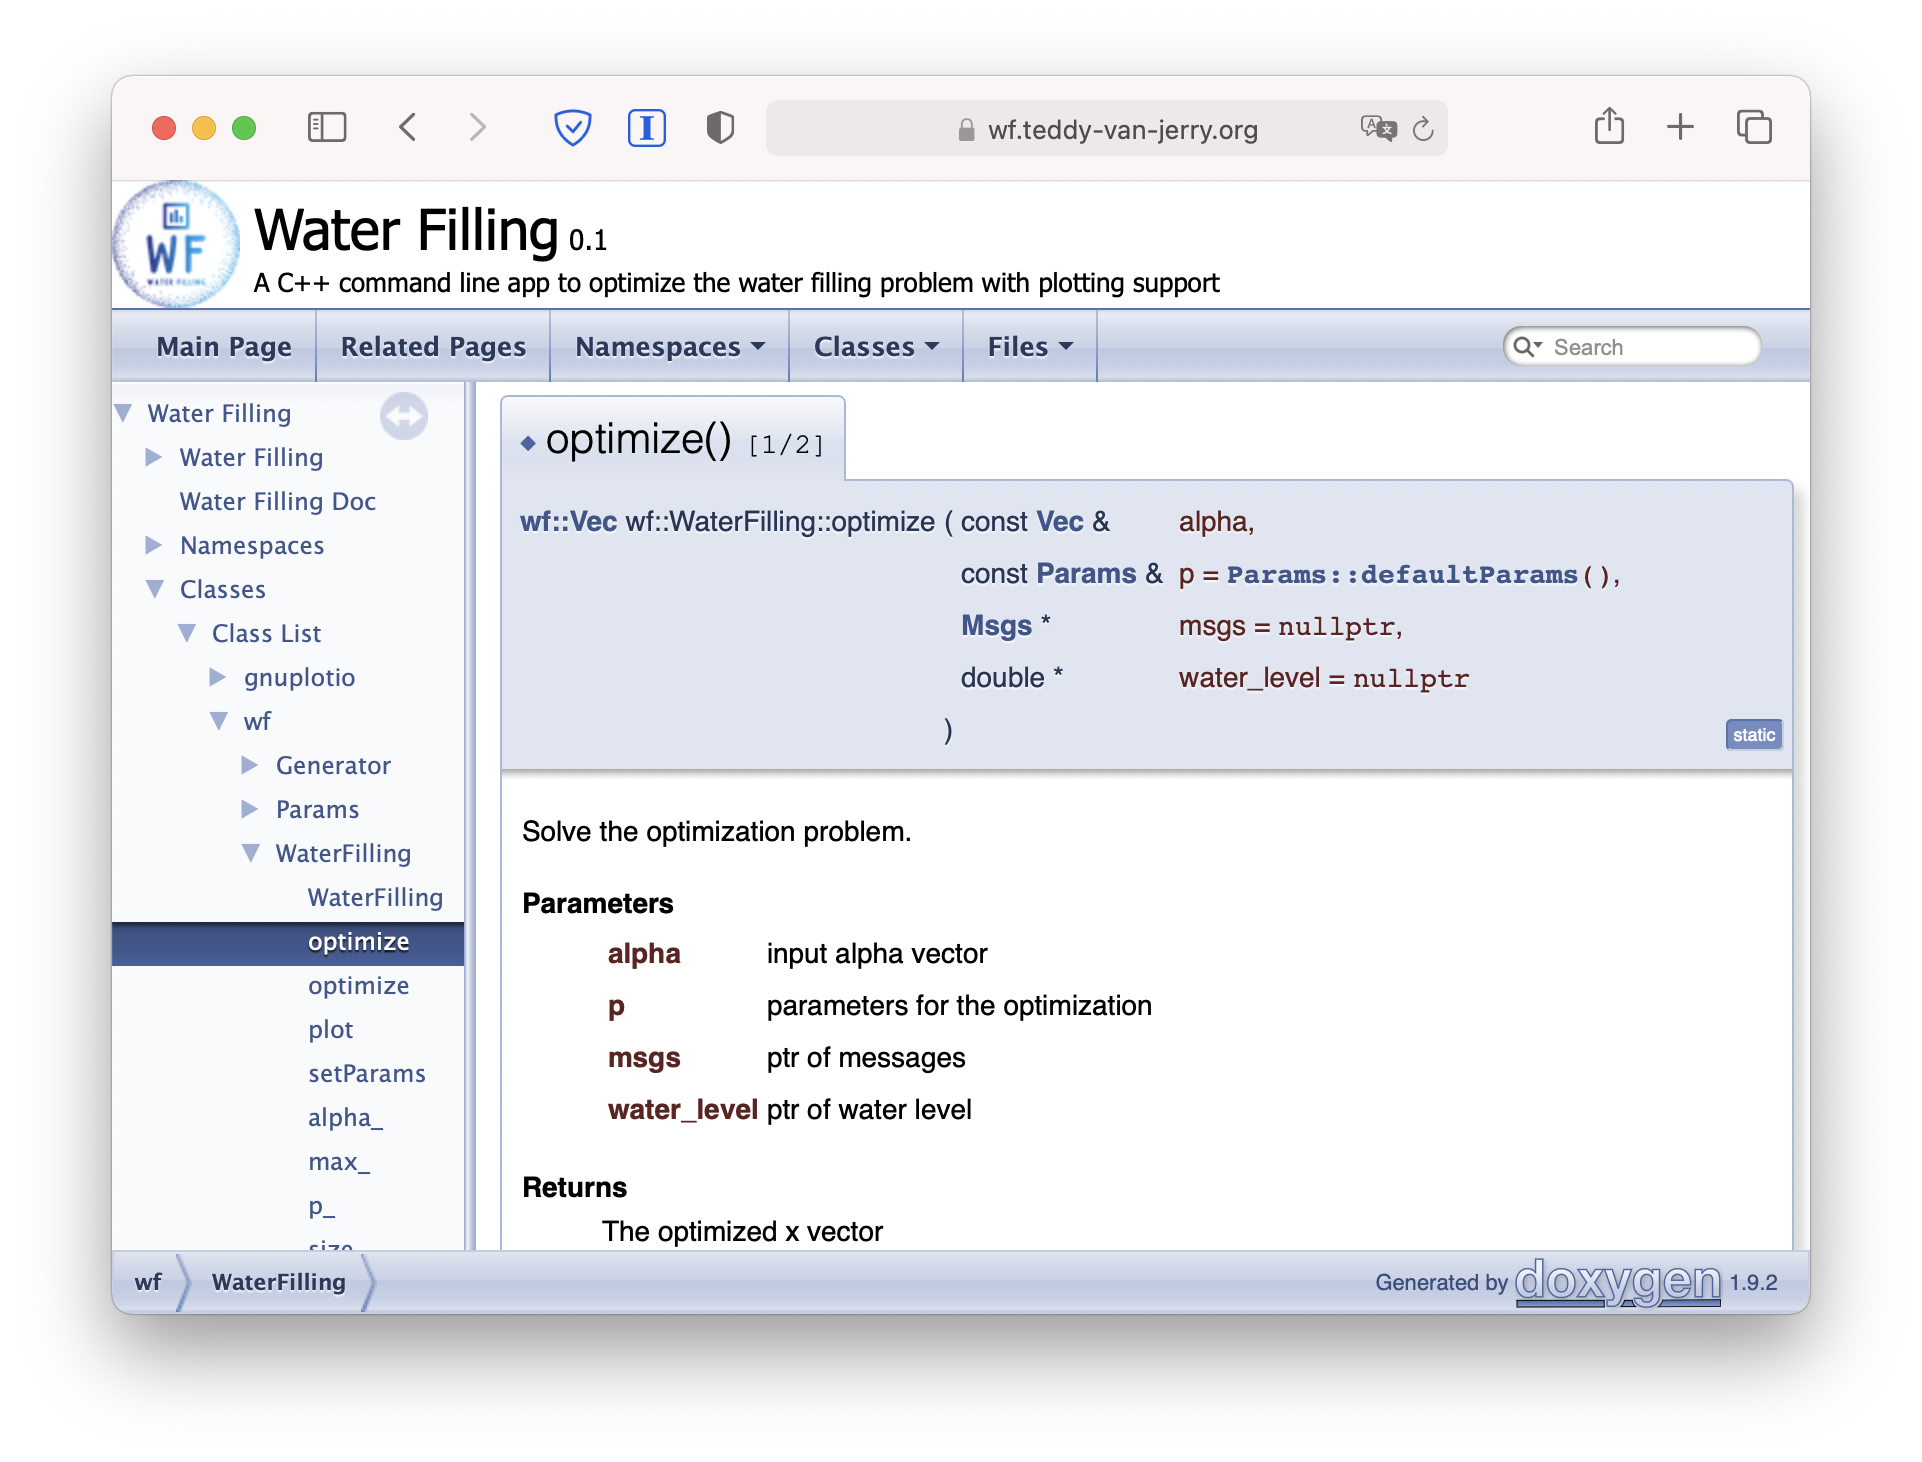 wf.teddy-van-jerry.org
WF
WATER FILLING
Water Filling 0.1
A C++ command line app to optimize the water filling problem with plotting support
Main Page
Related Pages
Namespaces
Classes
Files
Search
Water Filling
Water Filling
Water Filling Doc
Namespaces
Classes
Class List
gnuplotio
wf
Generator
Params
WaterFilling
WaterFilling
optimize
optimize
plot
setParams
alpha_
max_
p_
◆ optimize() [1/2]
wf::Vec wf::WaterFilling::optimize ( const Vec & alpha,
const Params & p = Params::defaultParams(),
Msgs * msgs = nullptr,
double * water_level = nullptr
)
static
Solve the optimization problem.
Parameters
alpha input alpha vector
p parameters for the optimization
msgs ptr of messages
water_level ptr of water level
Returns
The optimized x vector
wf
WaterFilling
Generated by doxygen 1.9.2